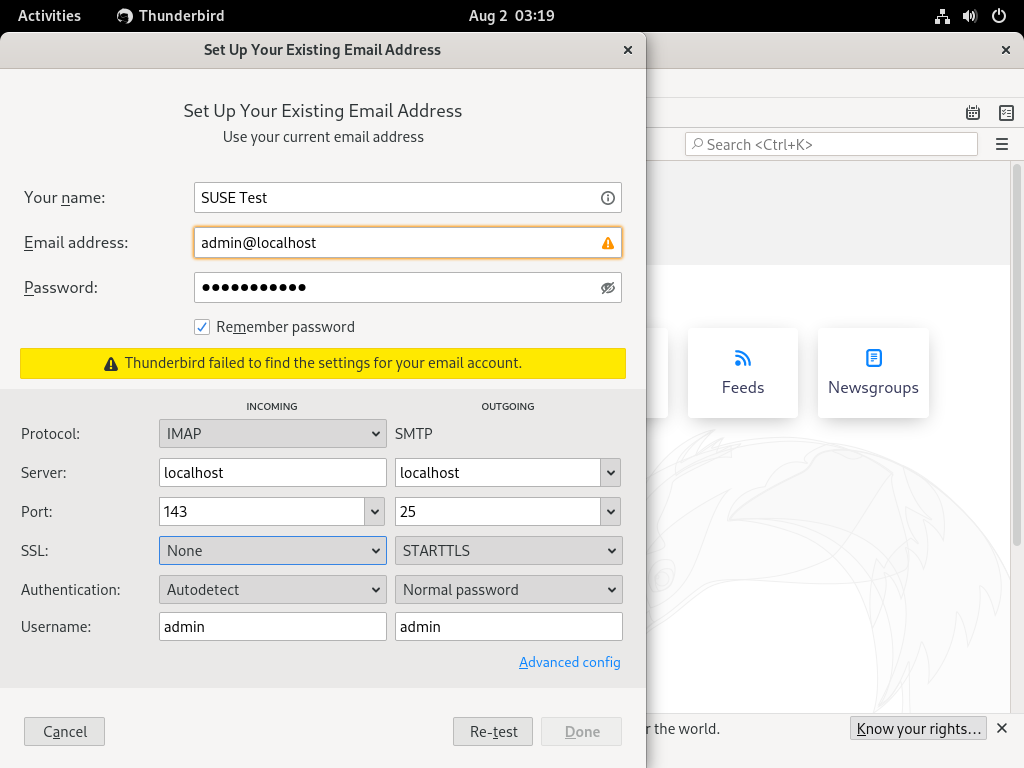 Activities Thunderbird Aug 2 03:19
Set Up Your Existing Email Address
Set Up Your Existing Email Address
Use your current email address
Search <Ctrl+K>
Your name: SUSE Test
Email address: admin@localhost
Password: ●●●●●●●●●●●
Remember password
Thunderbird failed to find the settings for your email account.
Feeds Newsgroups
INCOMING OUTGOING
Protocol: IMAP SMTP
Server: localhost localhost
Port: 143 25
SSL: None STARTTLS
Authentication: Autodetect Normal password
Username: admin admin
Advanced config
Cancel Re-test Done
the world. Know your rights...